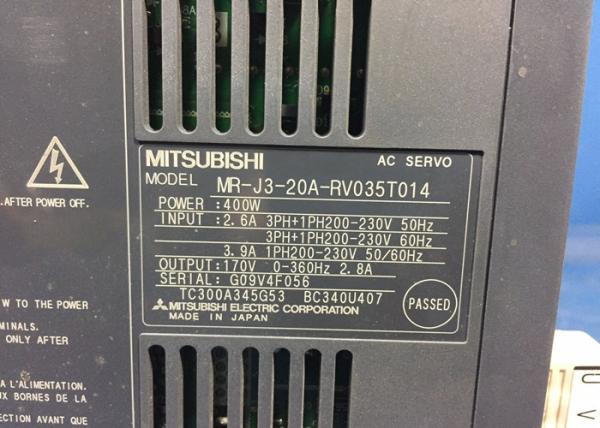 MITSUBISHI AC SERVO
MODEL MR-J3-20A-RV035T014
POWER :400W
INPUT :2.6A 3PH+1PH200-230V 50Hz
3PH+1PH200-230V 60Hz
3.9A 1PH200-230V 50/60Hz
OUTPUT:170V 0-360Hz 2.8A
SERIAL: G09V4F056
TC300A345G53 BC340U407
MITSUBISHI ELECTRIC CORPORATION
MADE IN JAPAN
PASSED
.AFTER POWER OFF.
W TO THE POWER
MINALS.
ONLY AFTER
A L'ALIMENTATION.
UX BORNES DE LA
ECTION AVANT QUE
U V